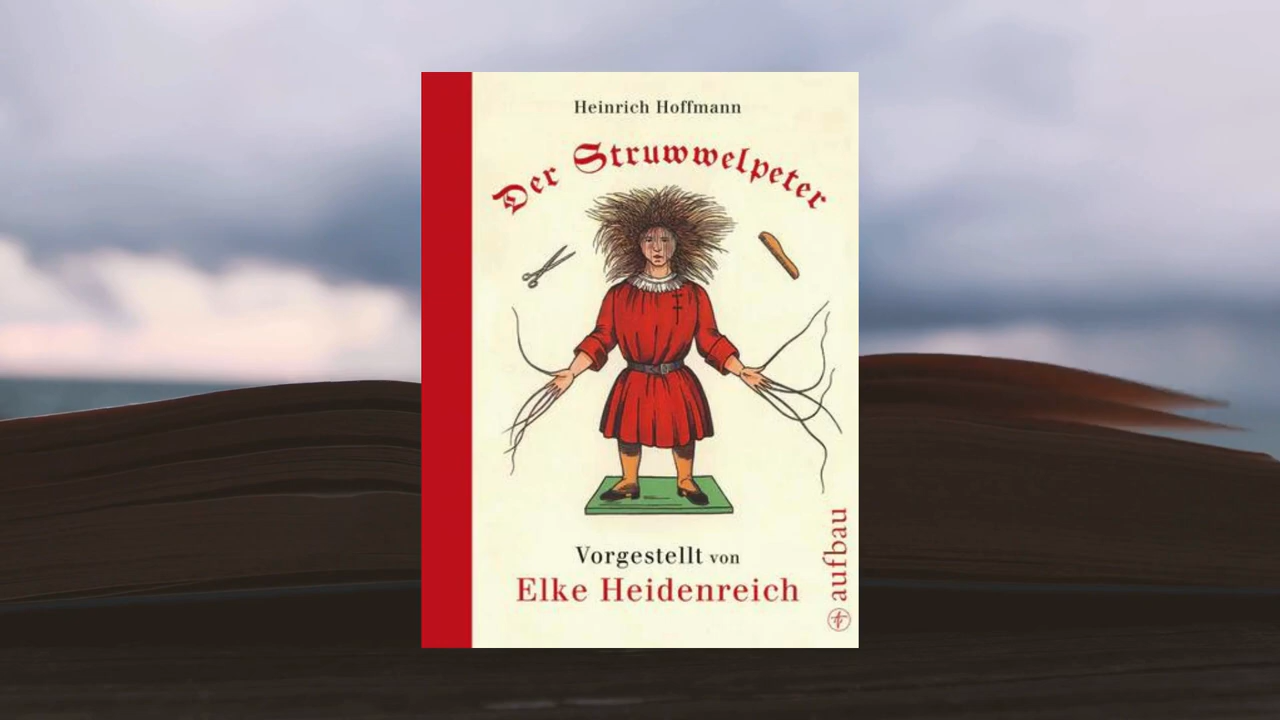 Heinrich Hoffmann
Der Struwwelpeter
Vorgestellt von
Elke Heidenreich
aufbau